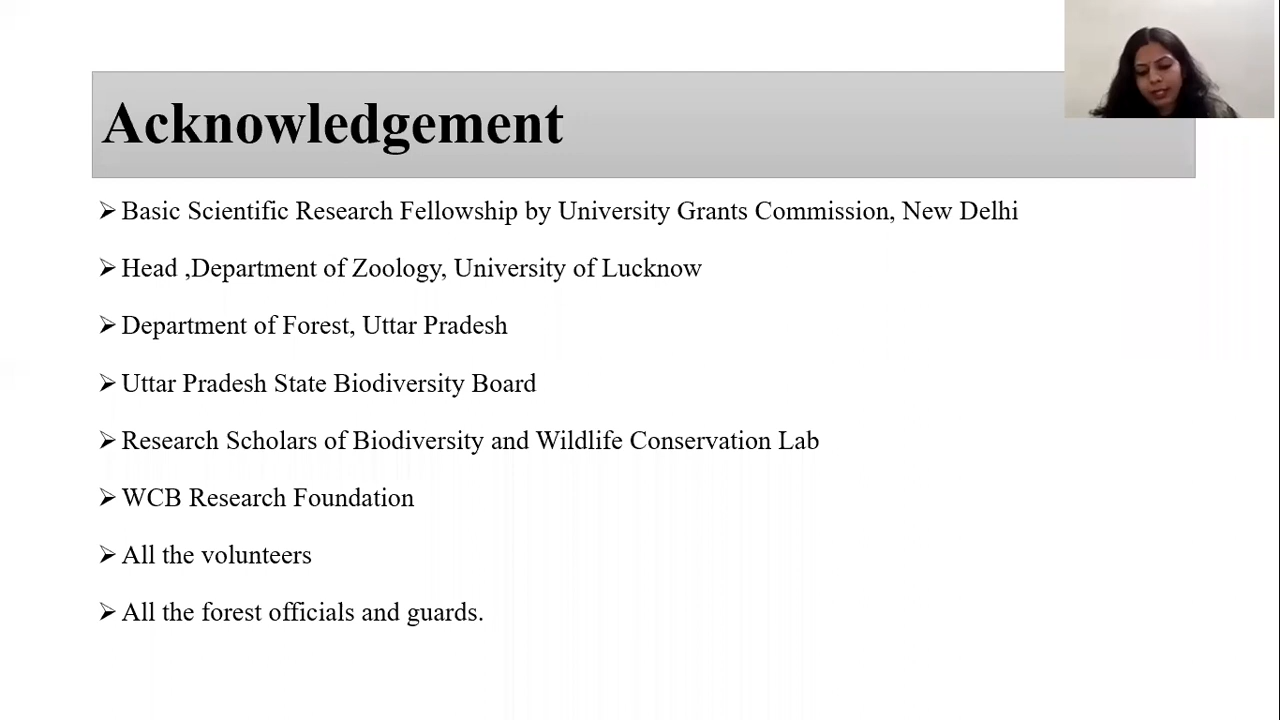 Acknowledgement
➢Basic Scientific Research Fellowship by University Grants Commission, New Delhi
➢Head ,Department of Zoology, University of Lucknow
➢Department of Forest, Uttar Pradesh
➢Uttar Pradesh State Biodiversity Board
➢Research Scholars of Biodiversity and Wildlife Conservation Lab
➢WCB Research Foundation
➢All the volunteers
➢All the forest officials and guards.